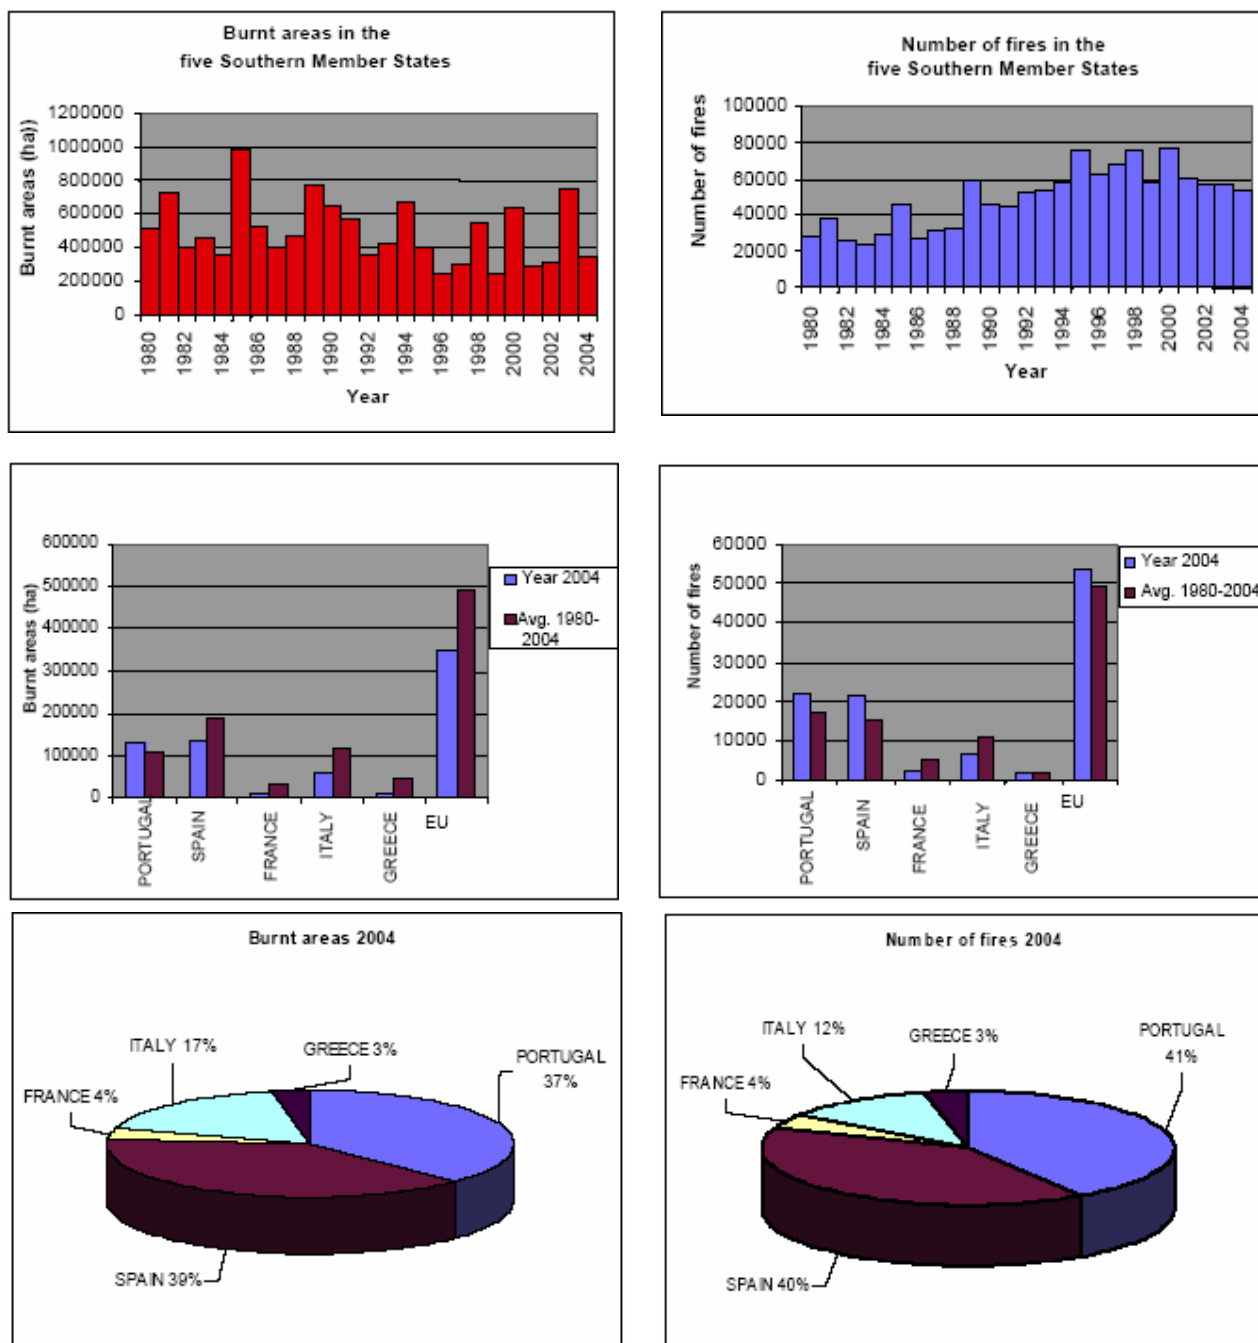 Burnt areas in the
five Southern Member States
Burnt areas (ha))
1200000
1000000
800000
600000
400000
200000
0
1980
1982
1984
1986
1988
1990
1992
1994
1996
1998
2000
2002
2004
Year
Number of fires in the
five Southern Member States
Number of fires
100000
80000
60000
40000
20000
0
1980
1982
1984
1986
1988
1990
1992
1994
1996
1998
2000
2002
2004
Year
Burnt areas (ha)
600000
500000
400000
300000
200000
100000
0
PORTUGAL
SPAIN
FRANCE
ITALY
GREECE
EU
Year 2004
Avg. 1980-
2004
Number of fires
60000
50000
40000
30000
20000
10000
0
PORTUGAL
SPAIN
FRANCE
ITALY
GREECE
EU
Year 2004
Avg. 1980-2004
Burnt areas 2004
ITALY 17%
GREECE 3%
PORTUGAL
37%
FRANCE 4%
SPAIN 39%
Number of fires 2004
ITALY 12%
GREECE 3%
PORTUGAL
41%
FRANCE 4%
SPAIN 40%